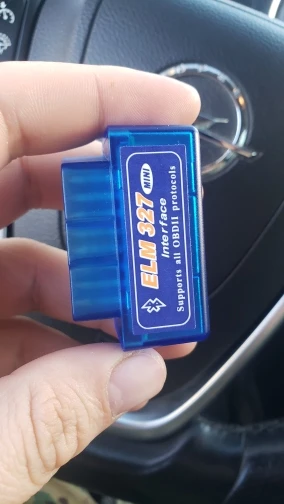 ELM 327 MINI
Interface
Supports all OBDII protocols